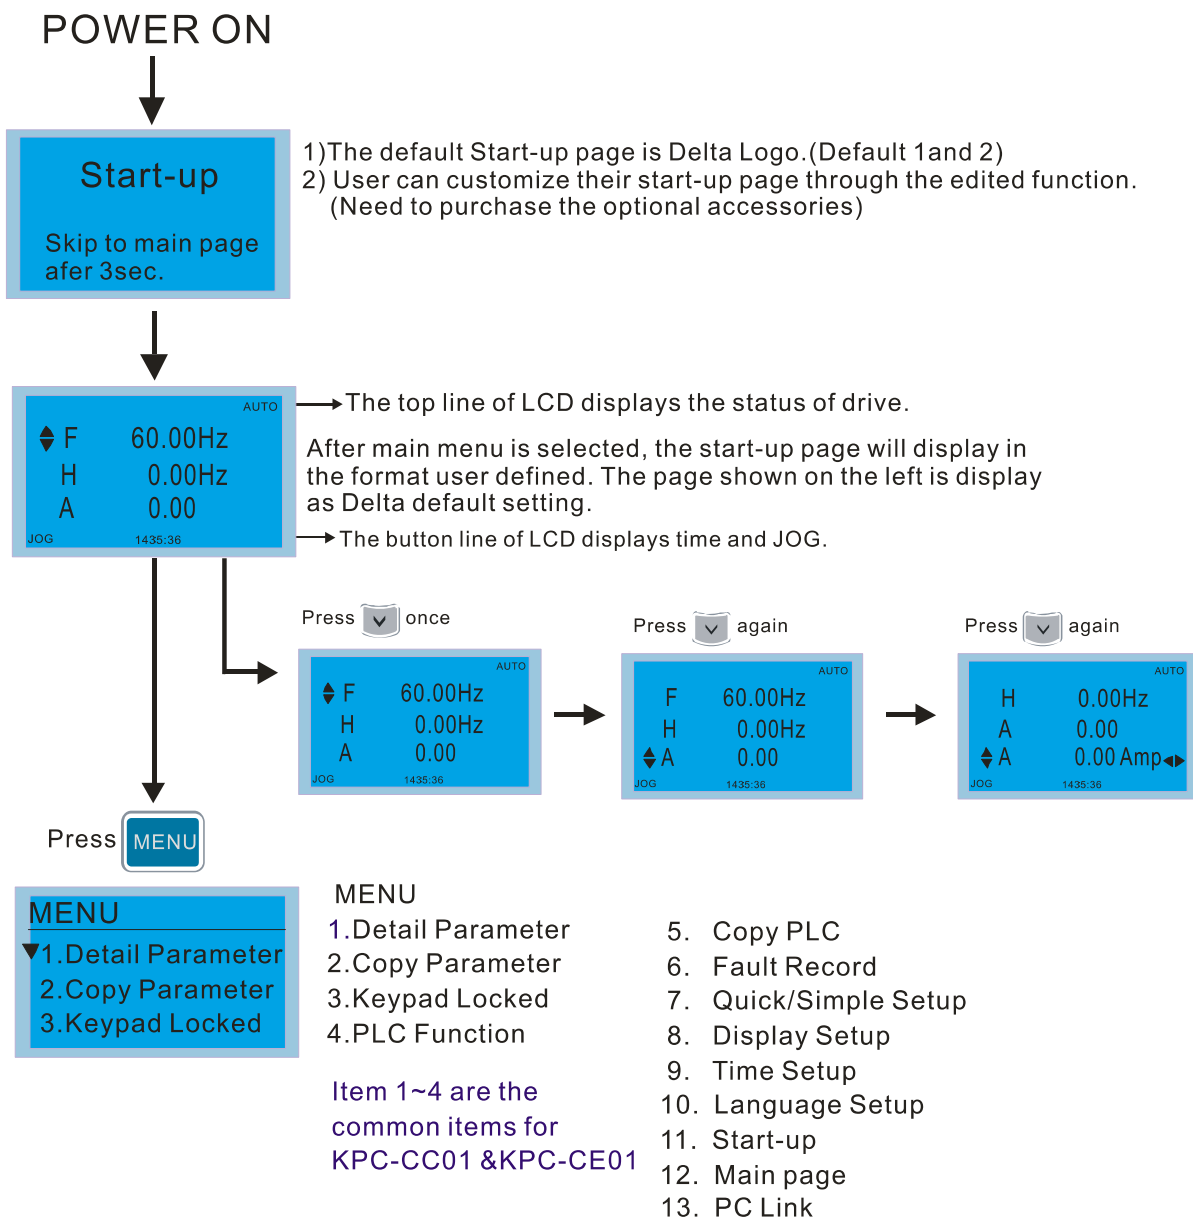 POWER ON
Start-up
Skip to main page
afer 3sec.
1)The default Start-up page is Delta Logo.(Default 1and 2)
2) User can customize their start-up page through the edited function.
(Need to purchase the optional accessories)
AUTO
F 60.00Hz
H 0.00Hz
A 0.00
JOG 1435:36
The top line of LCD displays the status of drive.
After main menu is selected, the start-up page will display in
the format user defined. The page shown on the left is display
as Delta default setting.
The button line of LCD displays time and JOG.
Press once
AUTO
F 60.00Hz
H 0.00Hz
A 0.00
JOG 1435:36
Press again
AUTO
F 60.00Hz
H 0.00Hz
A 0.00
JOG 1435:36
Press again
AUTO
H 0.00Hz
A 0.00
A 0.00 Amp
JOG 1435:36
Press MENU
MENU
1.Detail Parameter
2.Copy Parameter
3.Keypad Locked
MENU
1.Detail Parameter
2.Copy Parameter
3.Keypad Locked
4.PLC Function
Item 1~4 are the
common items for
KPC-CC01 &KPC-CE01
5. Copy PLC
6. Fault Record
7. Quick/Simple Setup
8. Display Setup
9. Time Setup
10. Language Setup
11. Start-up
12. Main page
13. PC Link